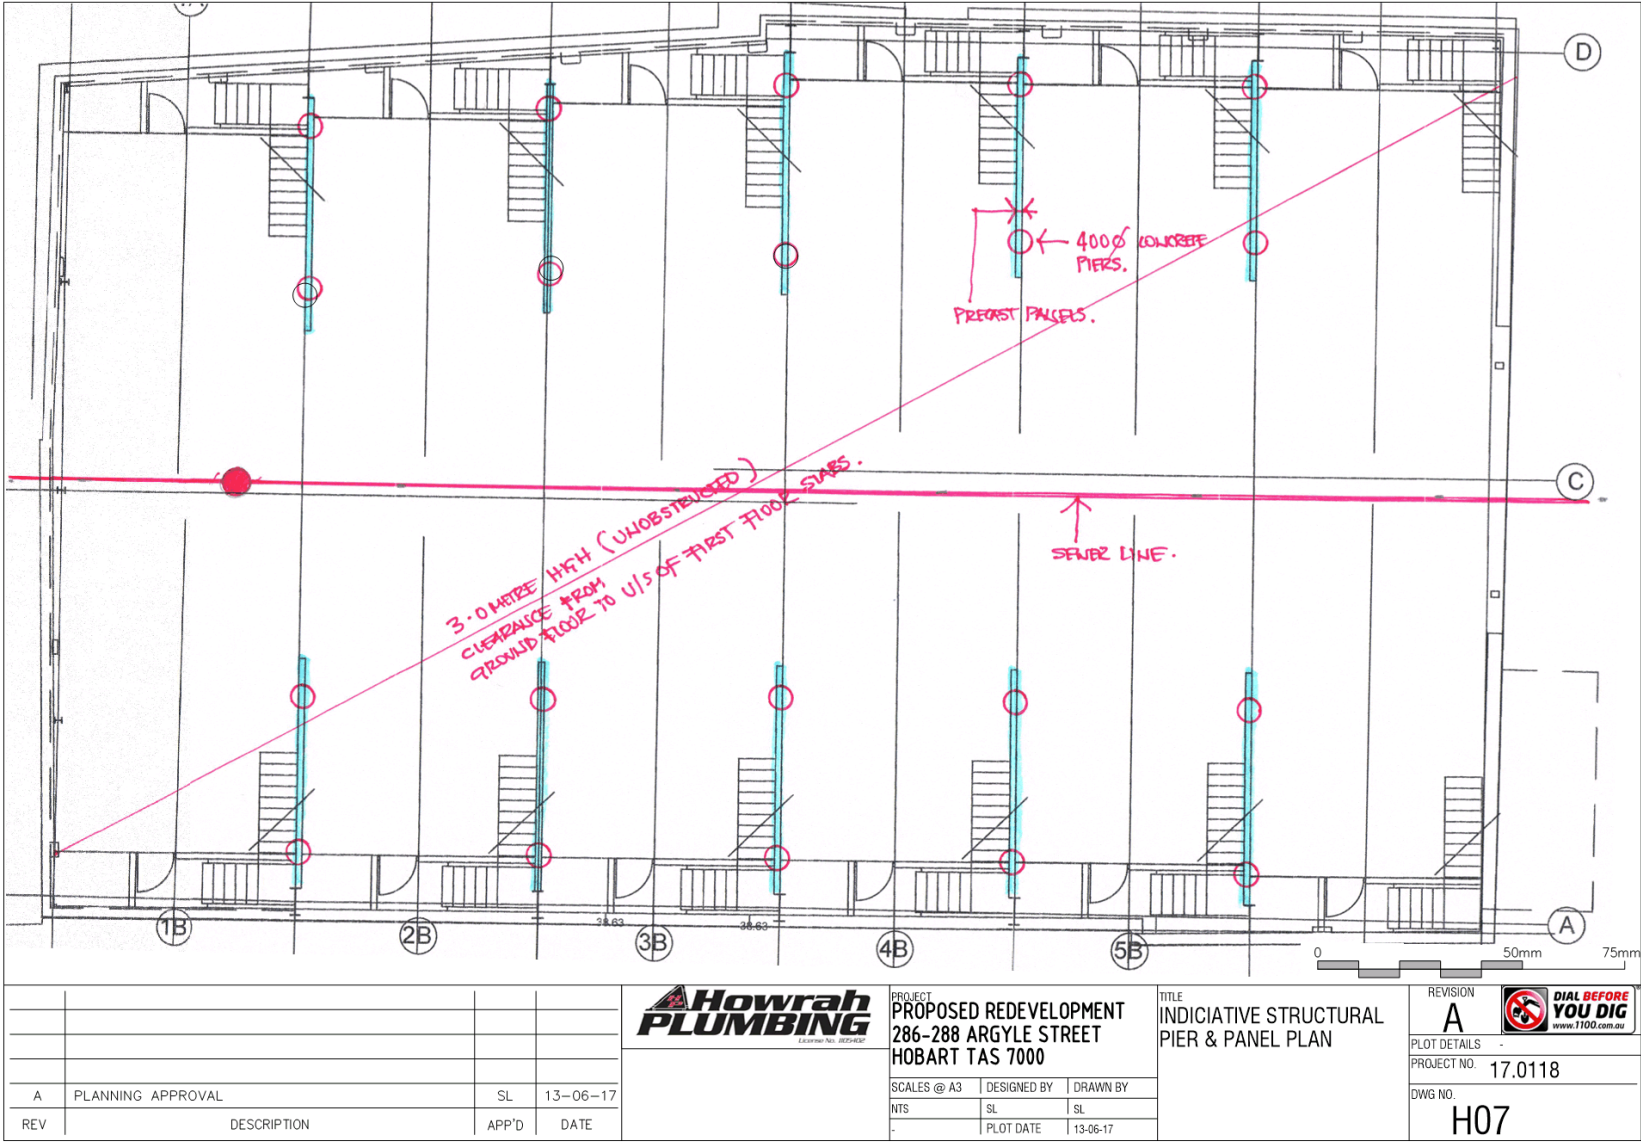 D
400Ø CONCRETE
PIERS.
PRECAST PANELS.
C
3.0 METRE HIGH (UNOBSTRUCTED)
CLEARANCE FROM
GROUND FLOOR TO U/S OF FIRST FLOOR SLABS.
SEWER LINE.
38.63
38.63
1B
2B
3B
4B
5B
A
0 50mm 75mm
A PLANNING APPROVAL SL 13-06-17
REV DESCRIPTION APP'D DATE
Howrah
PLUMBING
PROJECT
PROPOSED REDEVELOPMENT
286-288 ARGYLE STREET
HOBART TAS 7000
SCALES @ A3 DESIGNED BY DRAWN BY
NTS SL SL
- PLOT DATE 13-06-17
TITLE
INDICIATIVE STRUCTURAL
PIER & PANEL PLAN
REVISION
A
DIAL BEFORE
YOU DIG
www.1100.com.au
PLOT DETAILS -
PROJECT NO. 17.0118
DWG NO.
H07